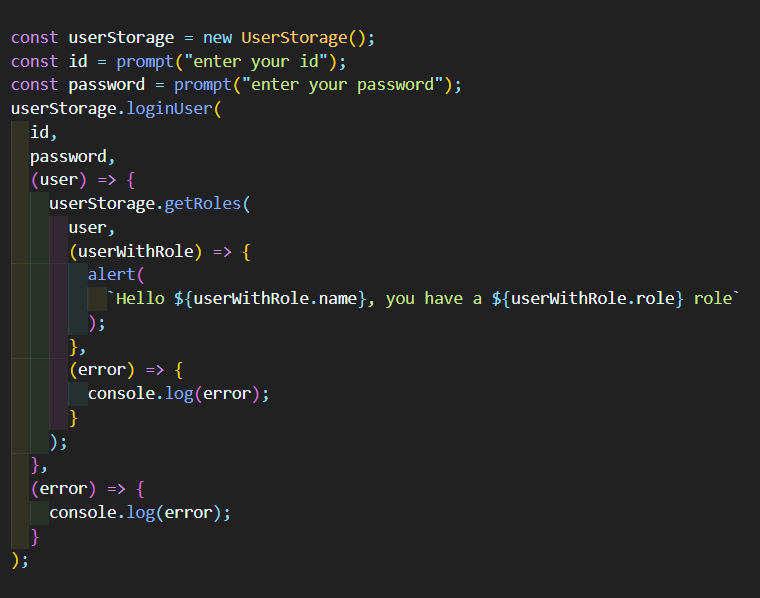 const userStorage = new UserStorage();
const id = prompt("enter your id");
const password = prompt("enter your password");
userStorage.loginUser(
  id,
  password,
  (user) => {
    userStorage.getRoles(
      user,
      (userWithRole) => {
        alert(
          `Hello ${userWithRole.name}, you have a ${userWithRole.role} role`
        );
      },
      (error) => {
        console.log(error);
      }
    );
  },
  (error) => {
    console.log(error);
  }
);